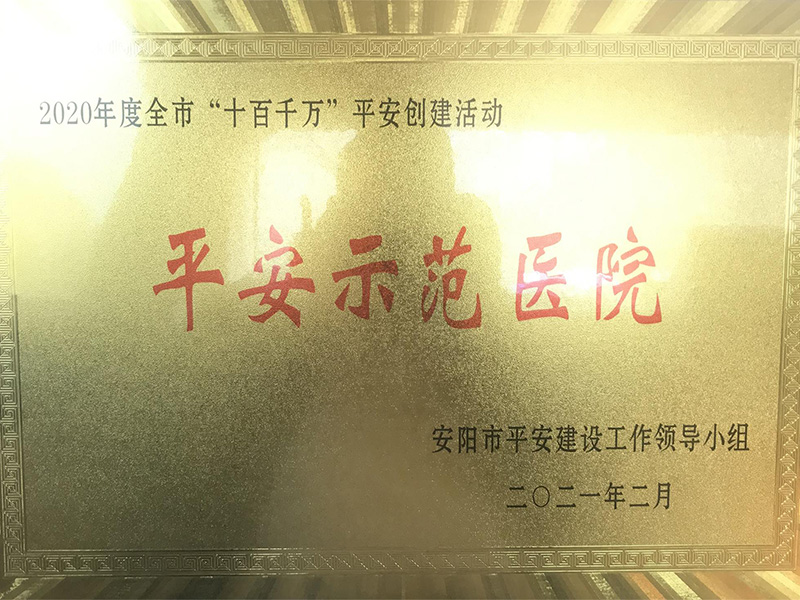 2020年度全市“十百千万”平安创建活动
平安示范医院
安阳市平安建设工作领导小组
二〇二一年二月